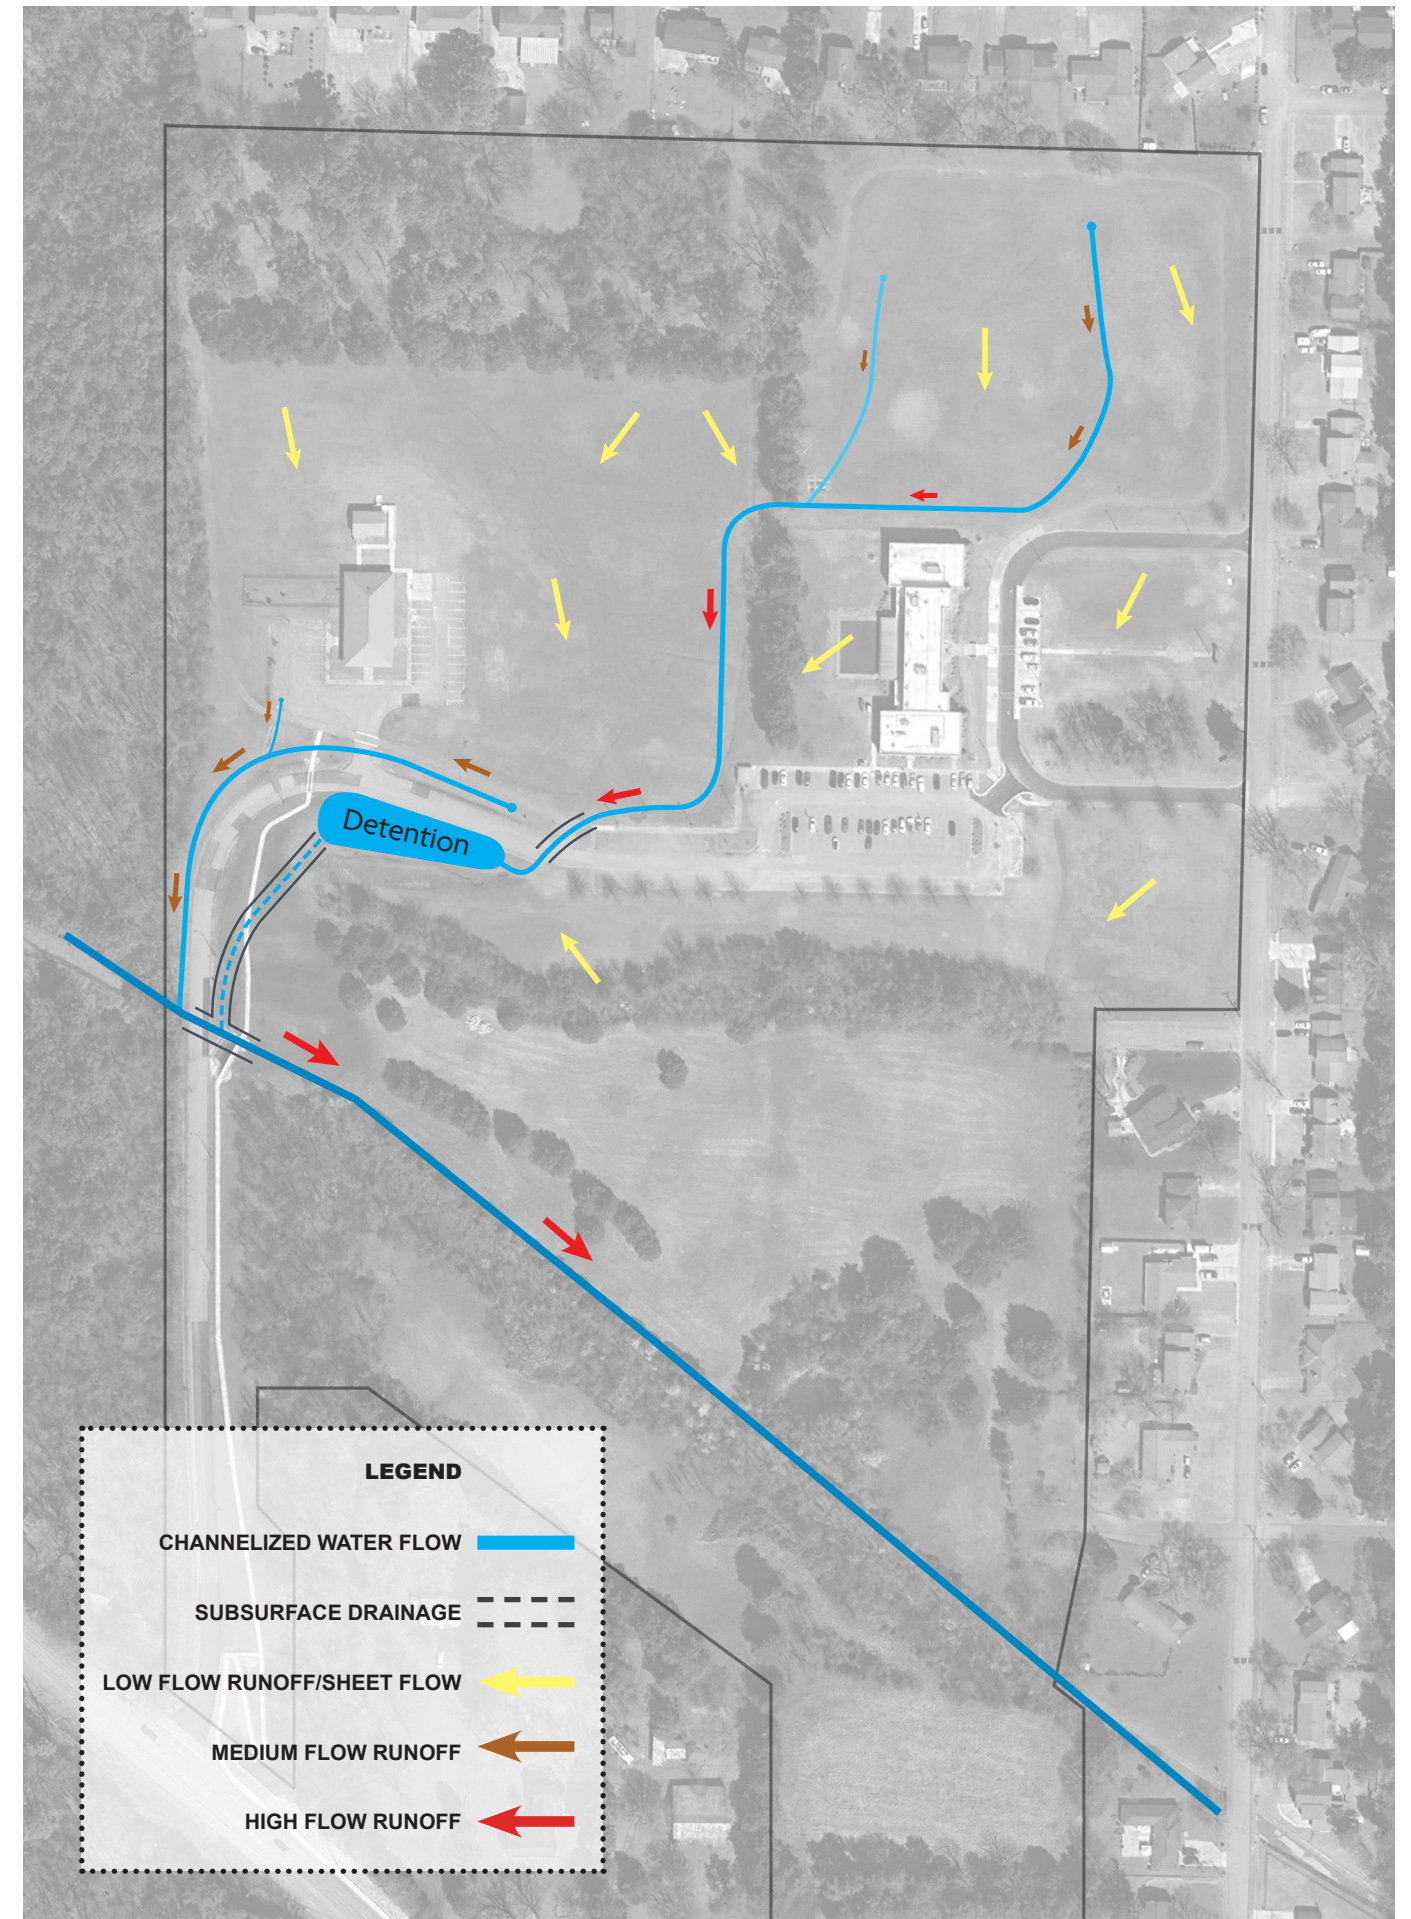 Detention
LEGEND
CHANNELIZED WATER FLOW
SUBSURFACE DRAINAGE
LOW FLOW RUNOFF/SHEET FLOW
MEDIUM FLOW RUNOFF
HIGH FLOW RUNOFF